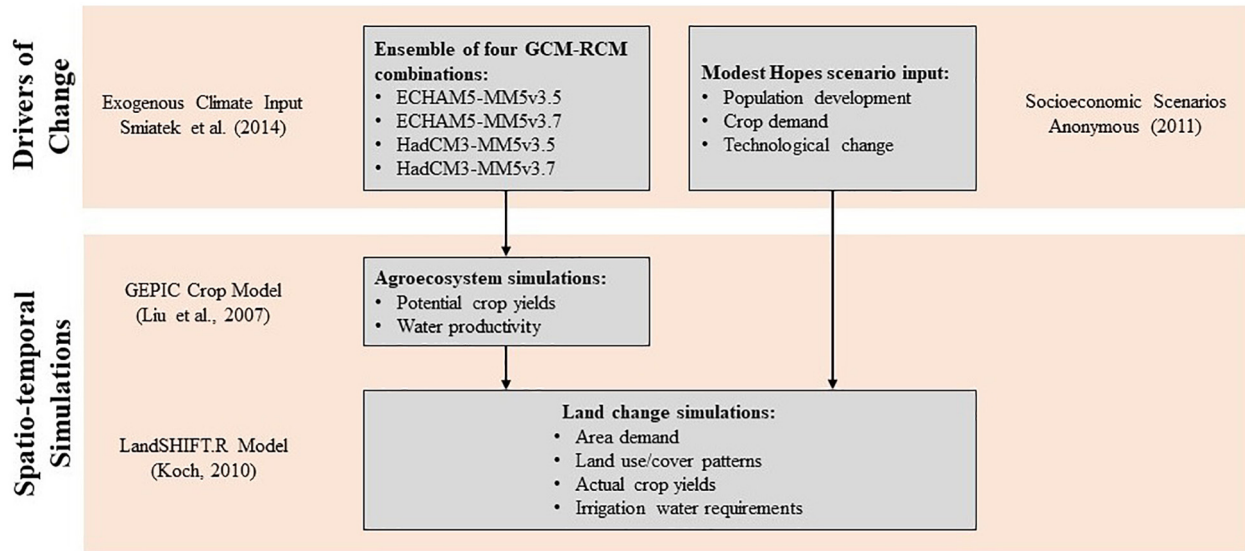 Drivers of
Change
Exogenous Climate Input
Smiatek et al. (2014)
Ensemble of four GCM-RCM
combinations:
• ECHAM5-MM5v3.5
• ECHAM5-MM5v3.7
• HadCM3-MM5v3.5
• HadCM3-MM5v3.7
Modest Hopes scenario input:
• Population development
• Crop demand
• Technological change
Socioeconomic Scenarios
Anonymous (2011)
Spatio-temporal
Simulations
GEPIC Crop Model
(Liu et al., 2007)
Agroecosystem simulations:
• Potential crop yields
• Water productivity
LandSHIFT.R Model
(Koch, 2010)
Land change simulations:
• Area demand
• Land use/cover patterns
• Actual crop yields
• Irrigation water requirements